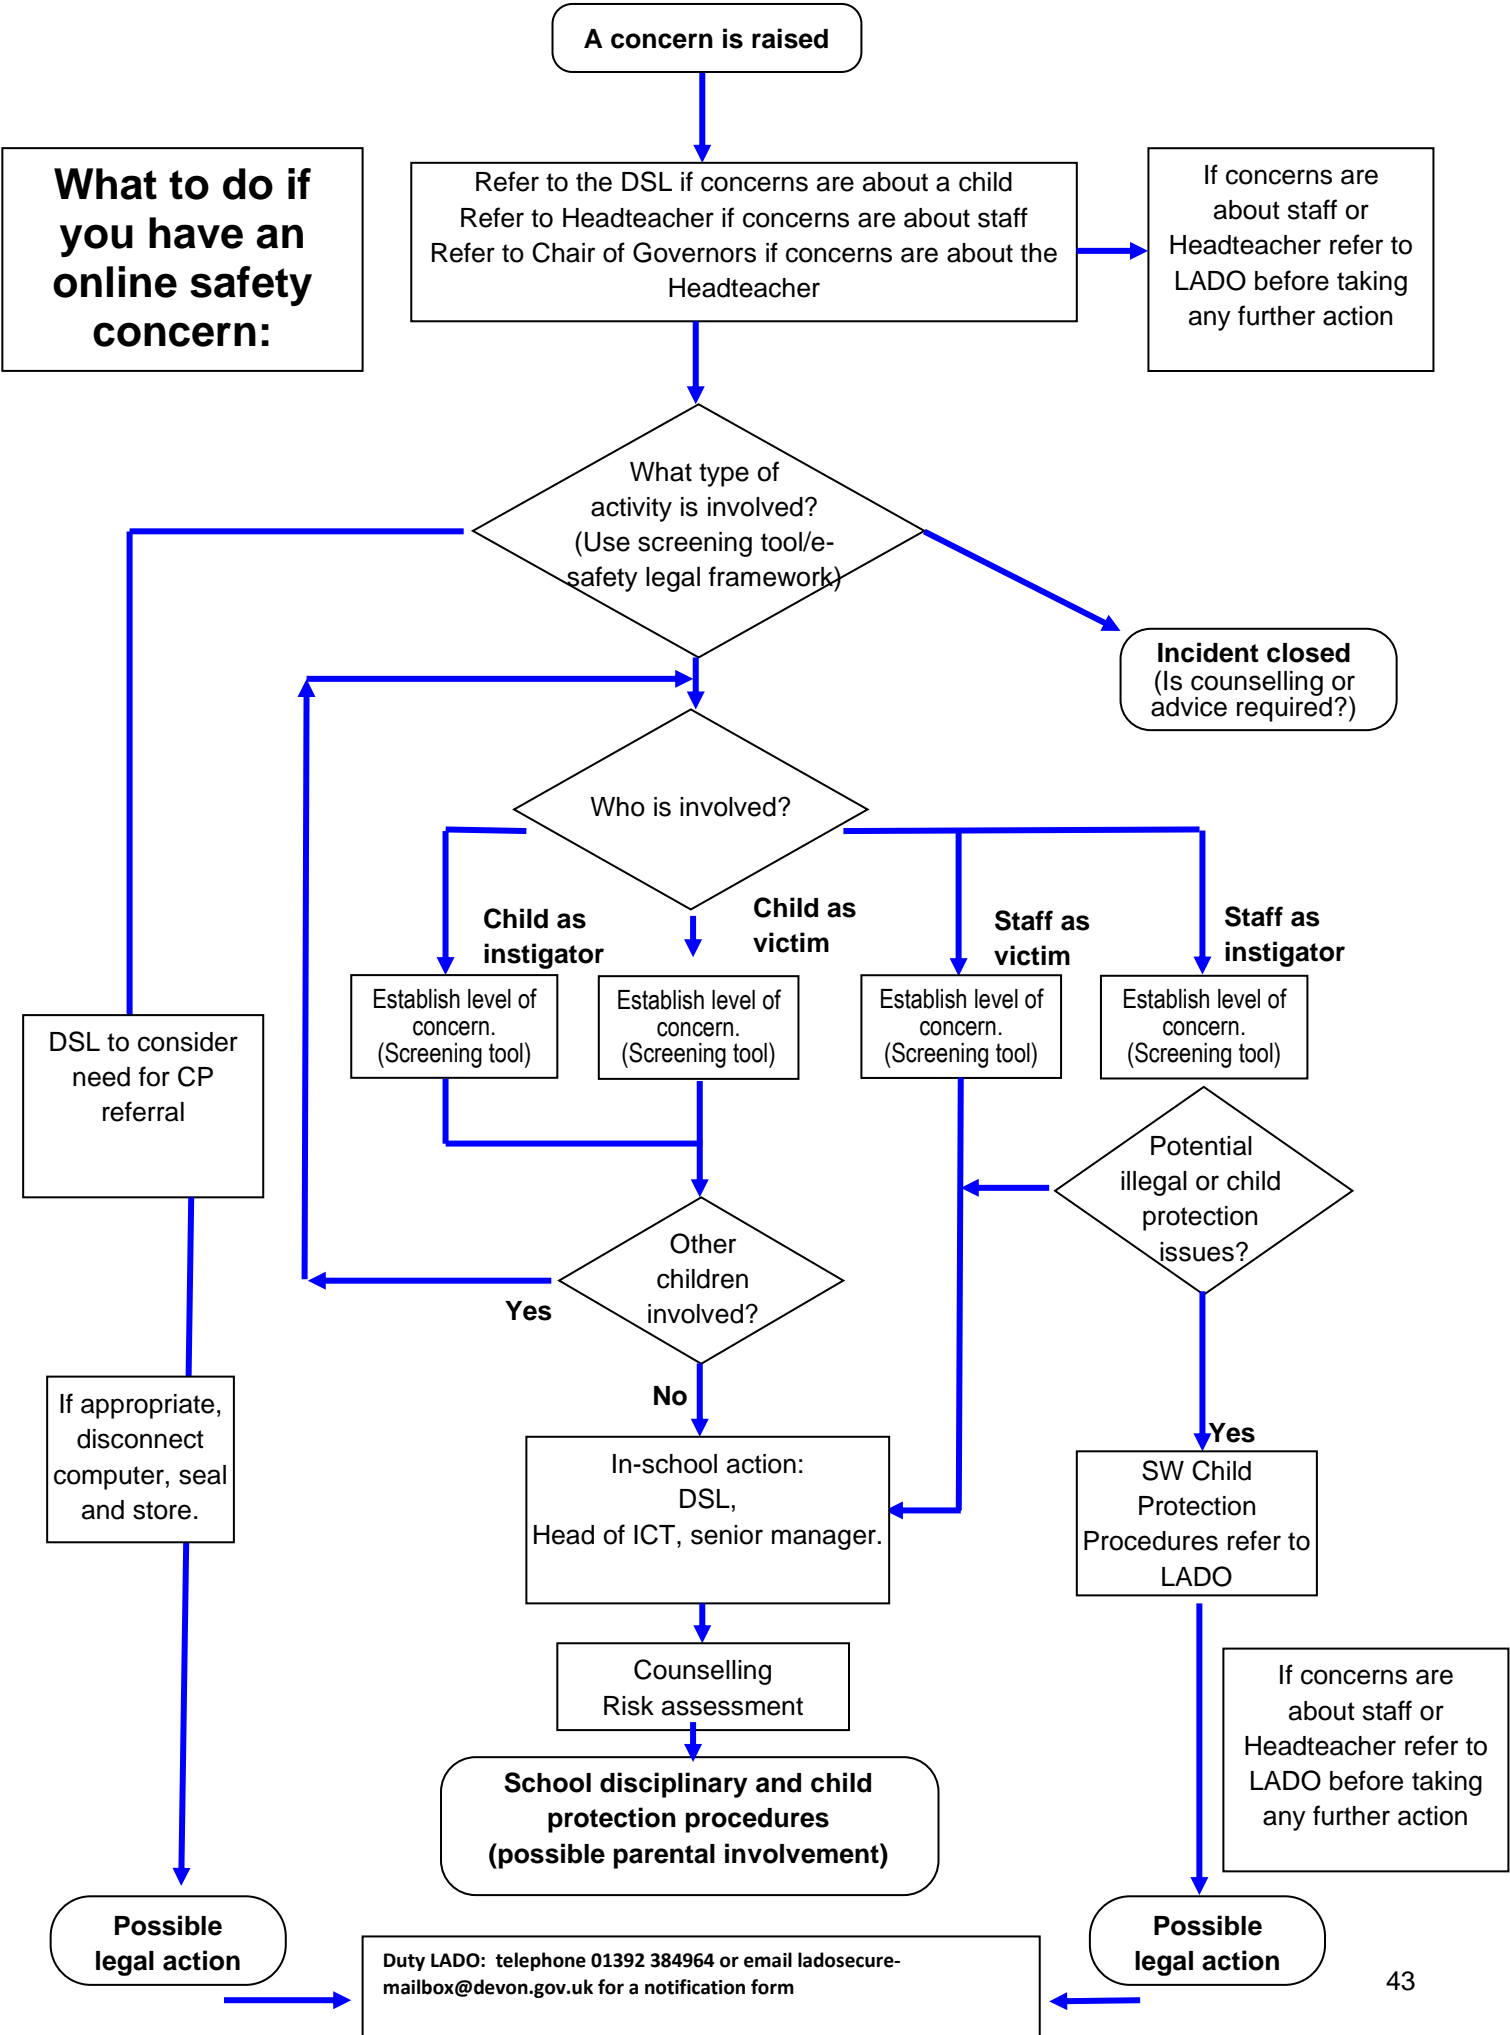 A concern is raised
What to do if
you have an
online safety
concern:
Refer to the DSL if concerns are about a child
Refer to Headteacher if concerns are about staff
Refer to Chair of Governors if concerns are about the
Headteacher
If concerns are
about staff or
Headteacher refer to
LADO before taking
any further action
What type of
activity is involved?
(Use screening tool/e-
safety legal framework)
Incident closed
(Is counselling or
advice required?)
Who is involved?
Child as
instigator
Child as
victim
Staff as
victim
Staff as
instigator
Establish level of
concern.
(Screening tool)
Establish level of
concern.
(Screening tool)
Establish level of
concern.
(Screening tool)
Establish level of
concern.
(Screening tool)
DSL to consider
need for CP
referral
Potential
illegal or child
protection
issues?
Other
children
involved?
Yes
No
If appropriate,
disconnect
computer, seal
and store.
In-school action:
DSL,
Head of ICT, senior manager.
Yes
SW Child
Protection
Procedures refer to
LADO
Counselling
Risk assessment
If concerns are
about staff or
Headteacher refer to
LADO before taking
any further action
School disciplinary and child
protection procedures
(possible parental involvement)
Possible
legal action
Possible
legal action
Duty LADO:  telephone 01392 384964 or email ladosecure-
mailbox@devon.gov.uk for a notification form
43